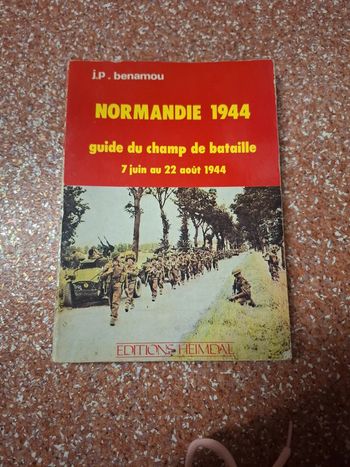 j.p. benamou
NORMANDIE 1944
guide du champ de bataille
7 juin au 22 août 1944
EDITIONS HEIMDAL